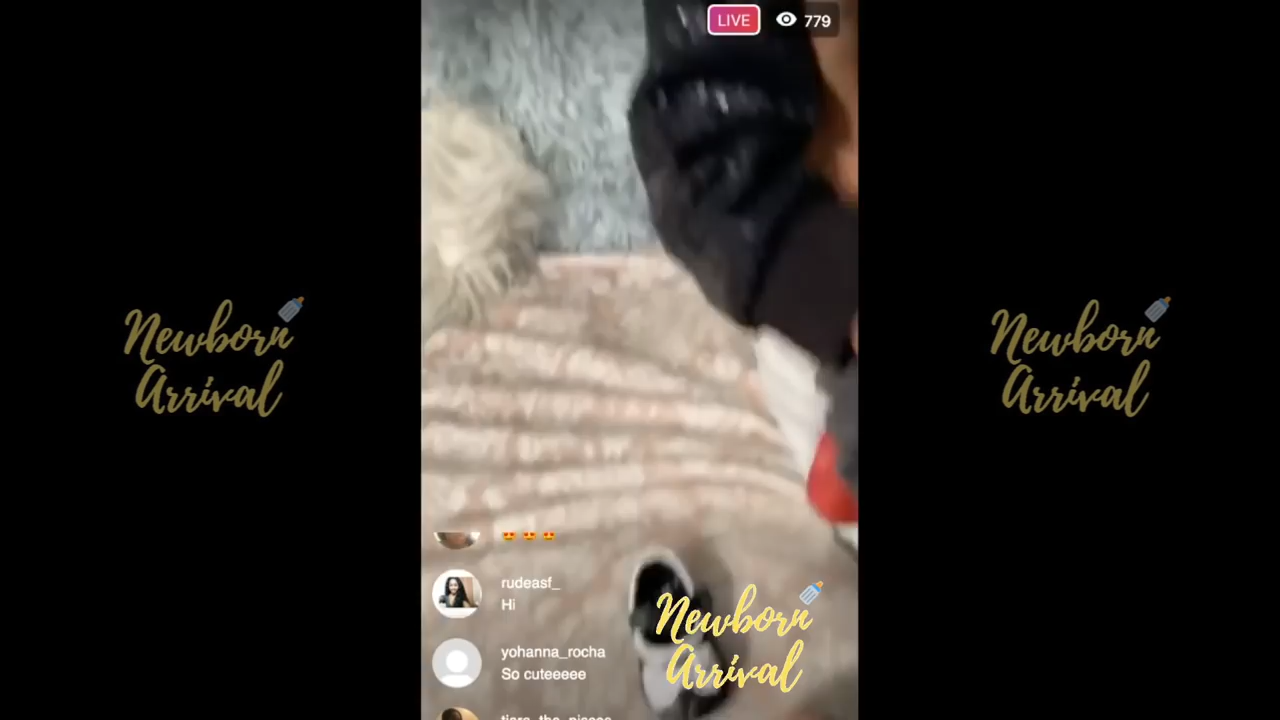 LIVE 779
Newborn
Arrival
Newborn
Arrival
rudeasf_
Hi
yohanna_rocha
So cuteeeee
Newborn
Arrival